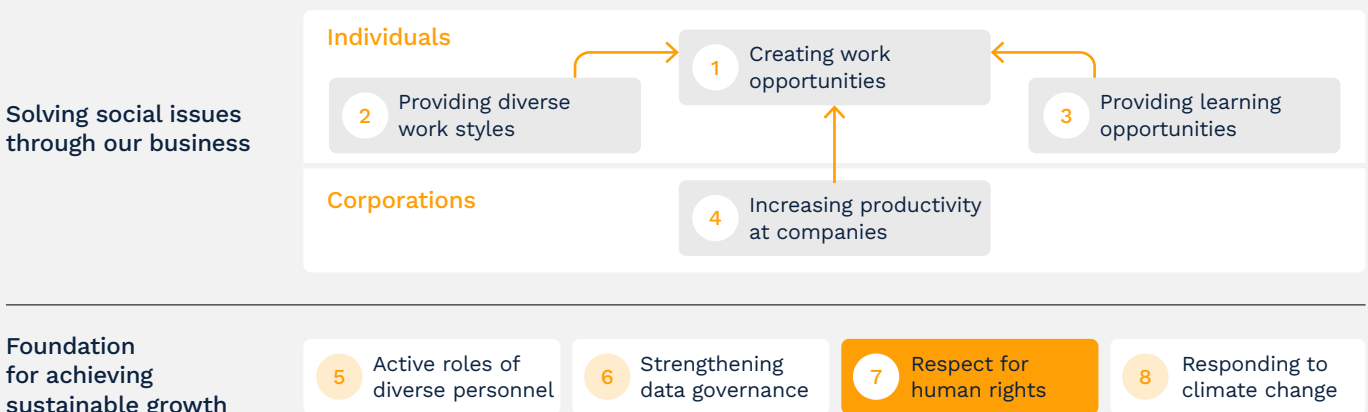 Solving social issues
through our business
Individuals
1
Creating work
opportunities
2
Providing diverse
work styles
3
Providing learning
opportunities
Corporations
4
Increasing productivity
at companies
Foundation
for achieving
sustainable growth
5
Active roles of
diverse personnel
6
Strengthening
data governance
7
Respect for
human rights
8
Responding to
climate change